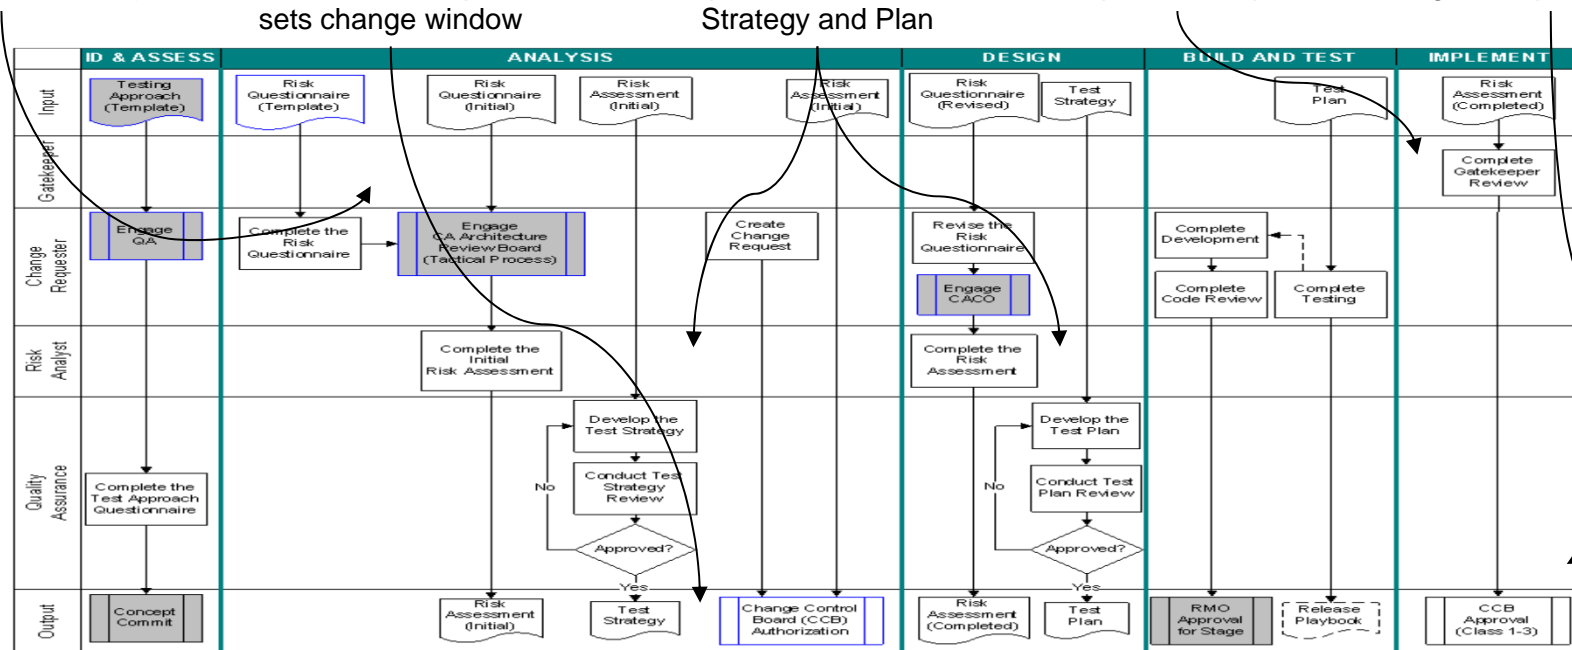 sets change window
Strategy and Plan
ID & ASSESS
ANALYSIS
DESIGN
BUILD AND TEST
IMPLEMENT
Input
Testing
Approach
(Template)
Risk
Questionnaire
(Template)
Risk
Questionnaire
(Initial)
Risk
Assessment
(Initial)
Risk
Assessment
(Initial)
Risk
Questionnaire
(Revised)
Test
Strategy
Test
Plan
Risk
Assessment
(Completed)
Gatekeeper
Complete
Gatekeeper
Review
Change
Requester
Engage
QA
Complete the
Risk
Questionnaire
Engage
CA Architecture
Review Board
(Tactical Process)
Create
Change
Request
Revise the
Risk
Questionnaire
Engage
CACO
Complete
Development
Complete
Code Review
Complete
Testing
Risk
Analyst
Complete the
Initial
Risk Assessment
Complete the
Risk
Assessment
Quality
Assurance
Complete the
Test Approach
Questionnaire
Develop the
Test Strategy
Conduct Test
Strategy
Review
No
Approved?
Yes
Develop the
Test Plan
Conduct Test
Plan Review
No
Approved?
Yes
Output
Concept
Commit
Risk
Assessment
(Initial)
Test
Strategy
Change Control
Board (CCB)
Authorization
Risk
Assessment
(Completed)
Test
Plan
RMO
Approval
for Stage
Release
Playbook
CCB
Approval
(Class 1-3)